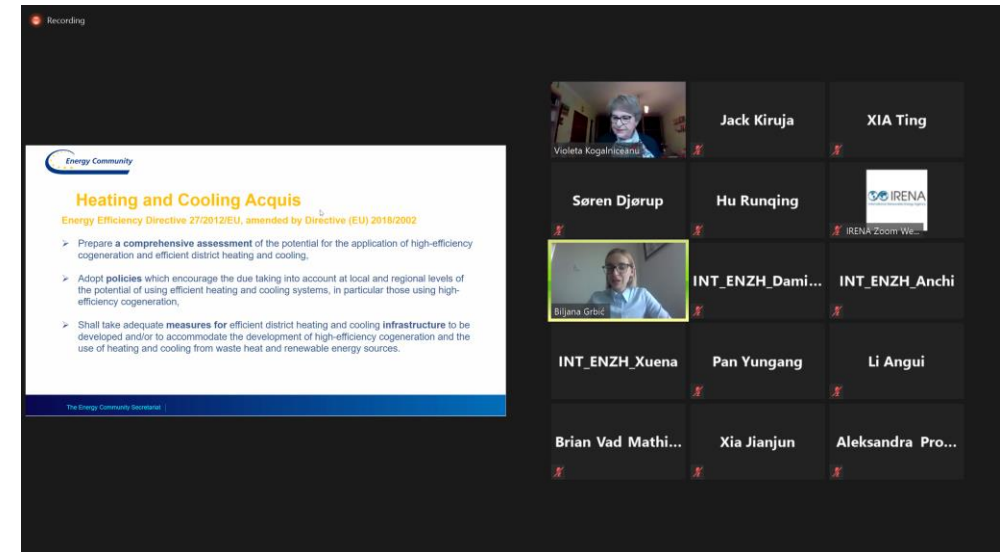 Recording
Energy Community
Heating and Cooling Acquis
Energy Efficiency Directive 27/2012/EU, amended by Directive (EU) 2018/2002
➢ Prepare a comprehensive assessment of the potential for the application of high-efficiency
cogeneration and efficient district heating and cooling,
➢ Adopt policies which encourage the due taking into account at local and regional levels of
the potential of using efficient heating and cooling systems, in particular those using high-
efficiency cogeneration,
➢ Shall take adequate measures for efficient district heating and cooling infrastructure to be
developed and/or to accommodate the development of high-efficiency cogeneration and the
use of heating and cooling from waste heat and renewable energy sources.
The Energy Community Secretariat |
Violeta Kogalniceanu
Jack Kiruja
XIA Ting
Søren Djørup
Hu Runqing
IRENA
IRENA Zoom We...
Biljana Grbić
INT_ENZH_Dami...
INT_ENZH_Anchi
INT_ENZH_Xuena
Pan Yungang
Li Angui
Brian Vad Mathi...
Xia Jianjun
Aleksandra Pro...